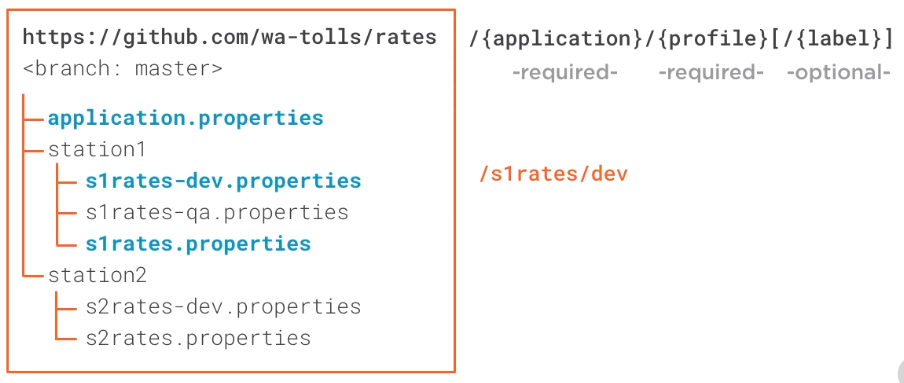 https://github.com/wa-tolls/rates /{application}/{profile}[/{label}]
<branch: master> -required- -required- -optional-
application.properties
station1
s1rates-dev.properties /s1rates/dev
s1rates-qa.properties
s1rates.properties
station2
s2rates-dev.properties
s2rates.properties